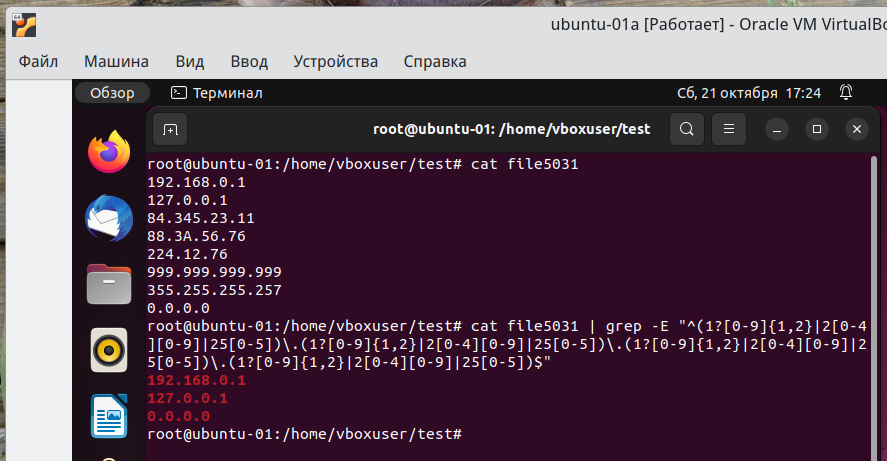 ubuntu-01a [Работает] - Oracle VM VirtualBo
Файл Машина Вид Ввод Устройства Справка
Обзор Терминал Сб, 21 октября 17:24
root@ubuntu-01: /home/vboxuser/test
root@ubuntu-01:/home/vboxuser/test# cat file5031
192.168.0.1
127.0.0.1
84.345.23.11
88.3A.56.76
224.12.76
999.999.999.999
355.255.255.257
0.0.0.0
root@ubuntu-01:/home/vboxuser/test# cat file5031 | grep -E "^(1?[0-9]{1,2}|2[0-4
][0-9]|25[0-5])\.(1?[0-9]{1,2}|2[0-4][0-9]|25[0-5])\.(1?[0-9]{1,2}|2[0-4][0-9]|2
5[0-5])\.(1?[0-9]{1,2}|2[0-4][0-9]|25[0-5])$"
192.168.0.1
127.0.0.1
0.0.0.0
root@ubuntu-01:/home/vboxuser/test#